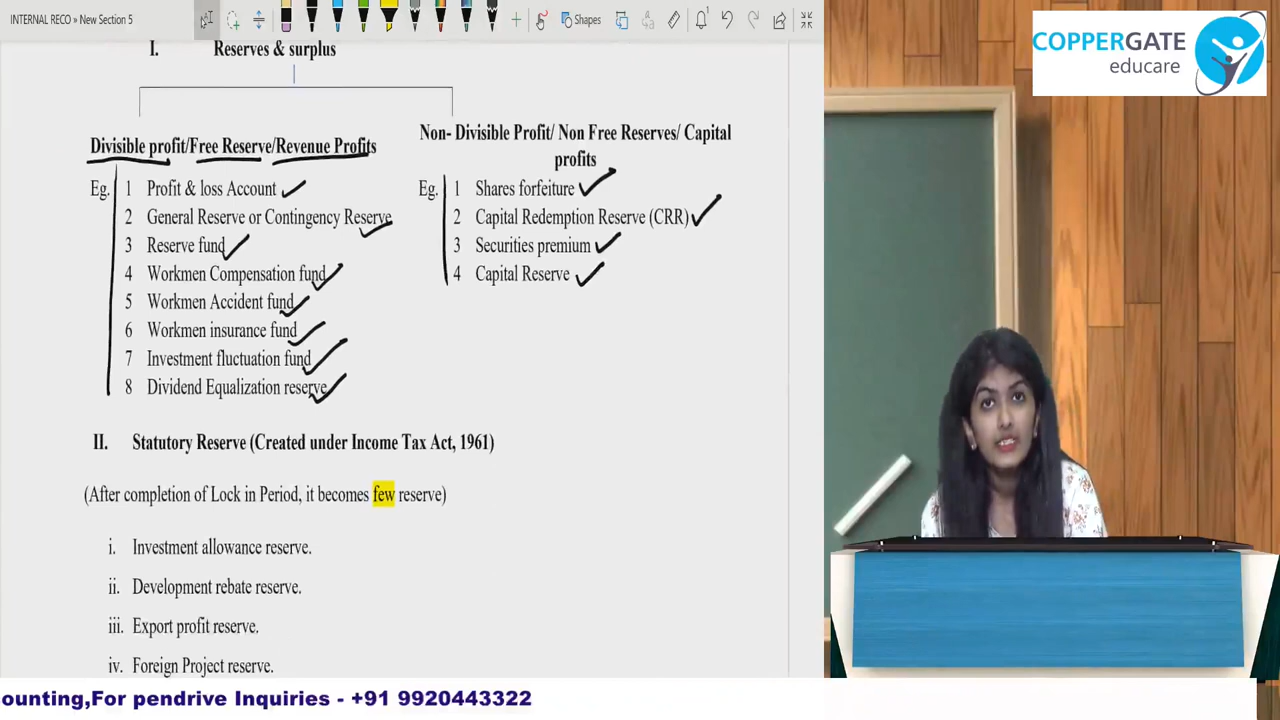 INTERNAL RECO » New Section 5
Shapes
COPPERGATE
educare
I. Reserves & surplus
Divisible profit/Free Reserve/Revenue Profits
Eg. 1 Profit & loss Account
2 General Reserve or Contingency Reserve
3 Reserve fund
4 Workmen Compensation fund
5 Workmen Accident fund
6 Workmen insurance fund
7 Investment fluctuation fund
8 Dividend Equalization reserve
Non- Divisible Profit/ Non Free Reserves/ Capital
profits
Eg. 1 Shares forfeiture
2 Capital Redemption Reserve (CRR)
3 Securities premium
4 Capital Reserve
II. Statutory Reserve (Created under Income Tax Act, 1961)
(After completion of Lock in Period, it becomes few reserve)
i. Investment allowance reserve.
ii. Development rebate reserve.
iii. Export profit reserve.
iv. Foreign Project reserve.
ounting,For pendrive Inquiries - +91 9920443322